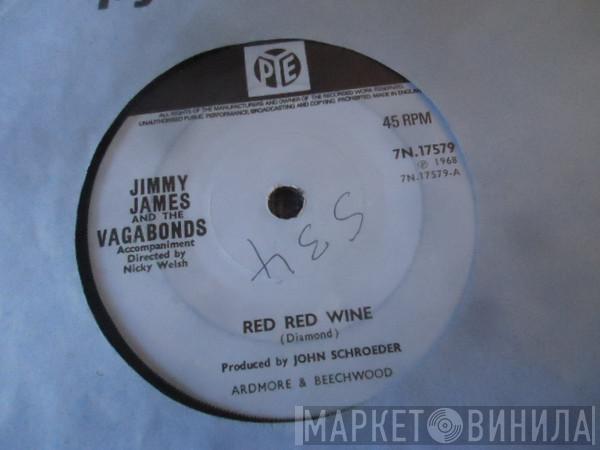 PYE
ALL RIGHTS OF THE MANUFACTURERS AND OWNER OF THE RECORDED WORK RESERVED.
UNAUTHORISED PUBLIC PERFORMANCE, BROADCASTING AND COPYING PROHIBITED. MADE IN ENGLAND
45 RPM
7N.17579
℗ 1968
7N.17579-A
JIMMY
JAMES
AND THE
VAGABONDS
Accompaniment
Directed by
Nicky Welsh
534
RED RED WINE
(Diamond)
Produced by JOHN SCHROEDER
ARDMORE & BEECHWOOD
МАРКЕТ ВИНИЛА